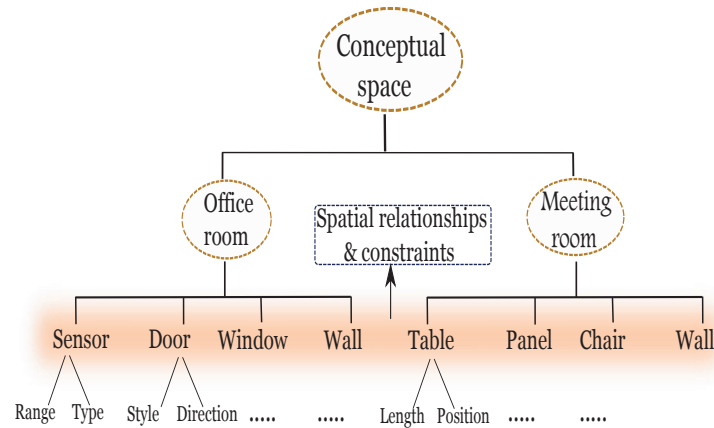 Conceptual
space
Office
room
Spatial relationships
& constraints
Meeting
room
Sensor Door Window Wall Table Panel Chair Wall
Range Type Style Direction ..... ..... Length Position ..... .....